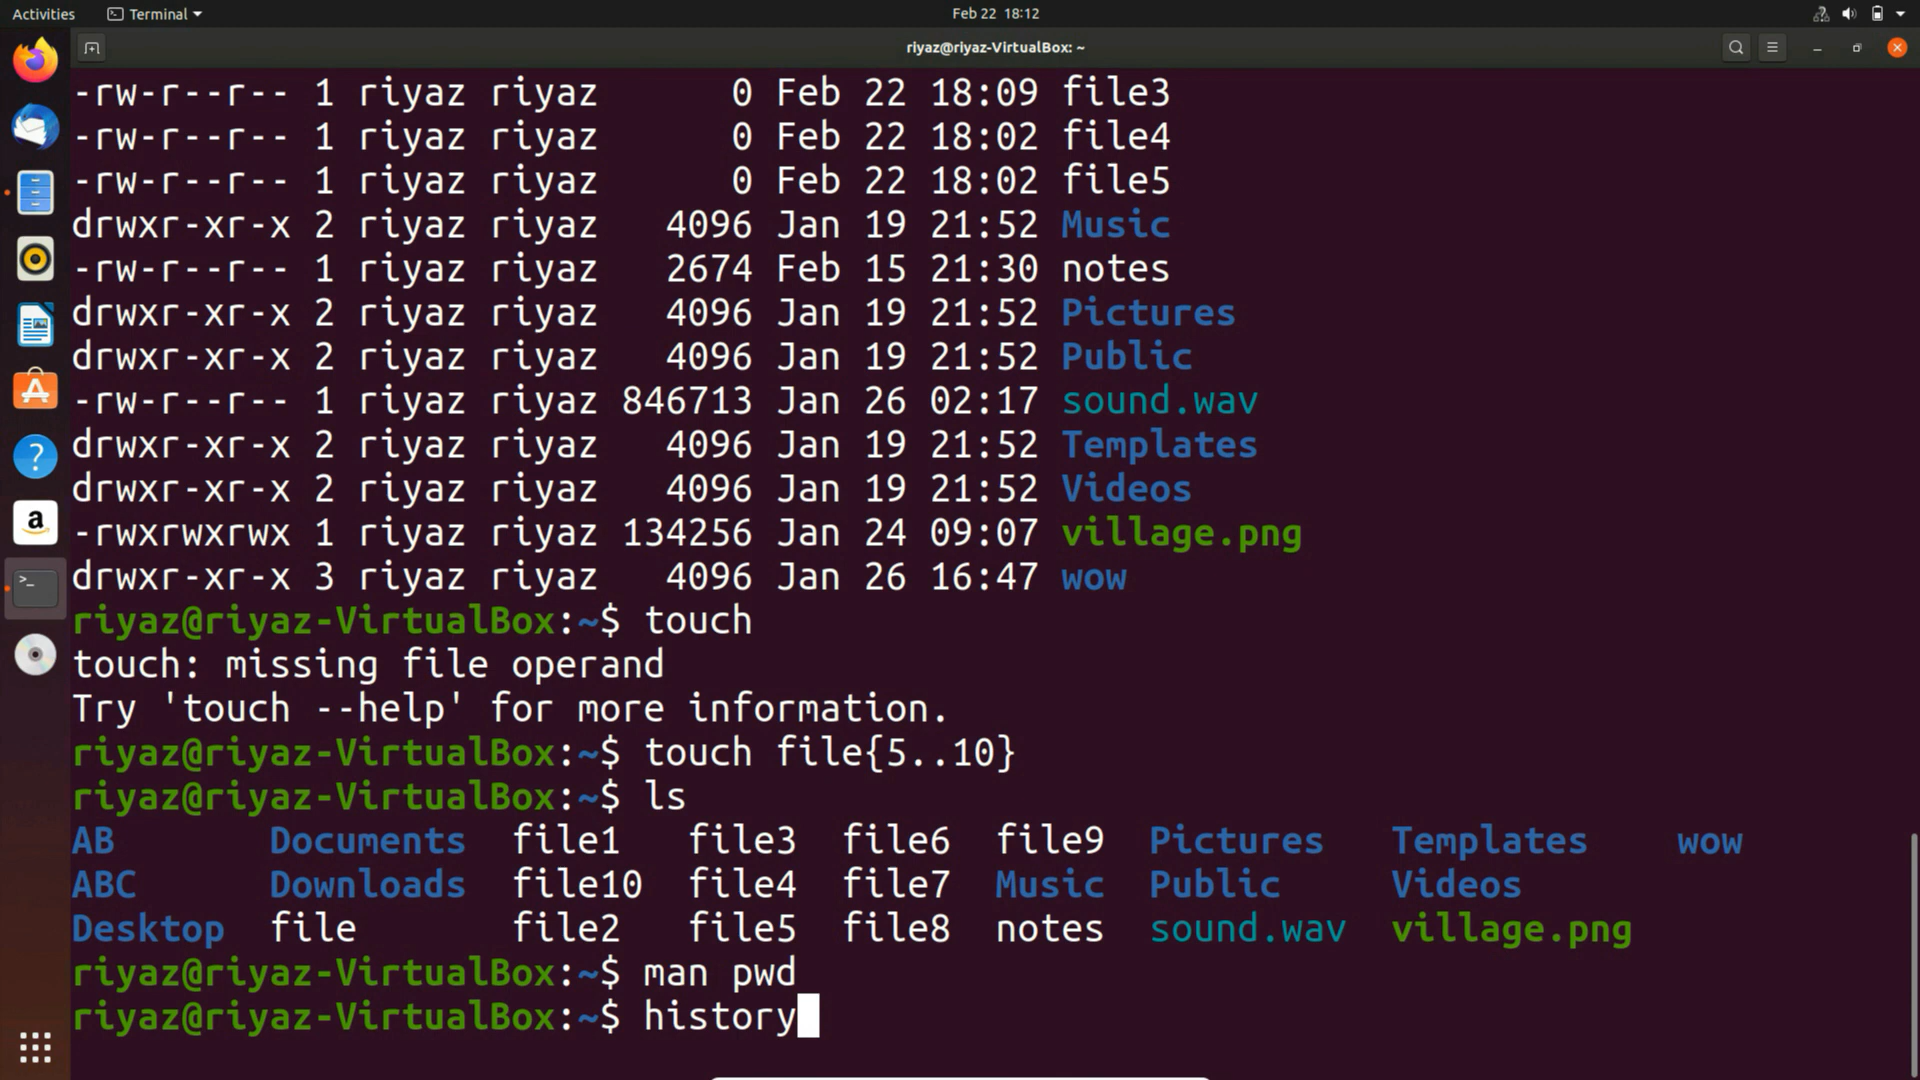 Activities Terminal Feb 22 18:12
riyaz@riyaz-VirtualBox: ~
-rw-r--r-- 1 riyaz riyaz      0 Feb 22 18:09 file3
-rw-r--r-- 1 riyaz riyaz      0 Feb 22 18:02 file4
-rw-r--r-- 1 riyaz riyaz      0 Feb 22 18:02 file5
drwxr-xr-x 2 riyaz riyaz   4096 Jan 19 21:52 Music
-rw-r--r-- 1 riyaz riyaz   2674 Feb 15 21:30 notes
drwxr-xr-x 2 riyaz riyaz   4096 Jan 19 21:52 Pictures
drwxr-xr-x 2 riyaz riyaz   4096 Jan 19 21:52 Public
-rw-r--r-- 1 riyaz riyaz 846713 Jan 26 02:17 sound.wav
drwxr-xr-x 2 riyaz riyaz   4096 Jan 19 21:52 Templates
drwxr-xr-x 2 riyaz riyaz   4096 Jan 19 21:52 Videos
-rwxrwxrwx 1 riyaz riyaz 134256 Jan 24 09:07 village.png
drwxr-xr-x 3 riyaz riyaz   4096 Jan 26 16:47 wow
riyaz@riyaz-VirtualBox:~$ touch
touch: missing file operand
Try 'touch --help' for more information.
riyaz@riyaz-VirtualBox:~$ touch file{5..10}
riyaz@riyaz-VirtualBox:~$ ls
AB       Documents  file1   file3  file6  file9  Pictures   Templates    wow
ABC      Downloads  file10  file4  file7  Music  Public     Videos
Desktop  file       file2   file5  file8  notes  sound.wav  village.png
riyaz@riyaz-VirtualBox:~$ man pwd
riyaz@riyaz-VirtualBox:~$ history